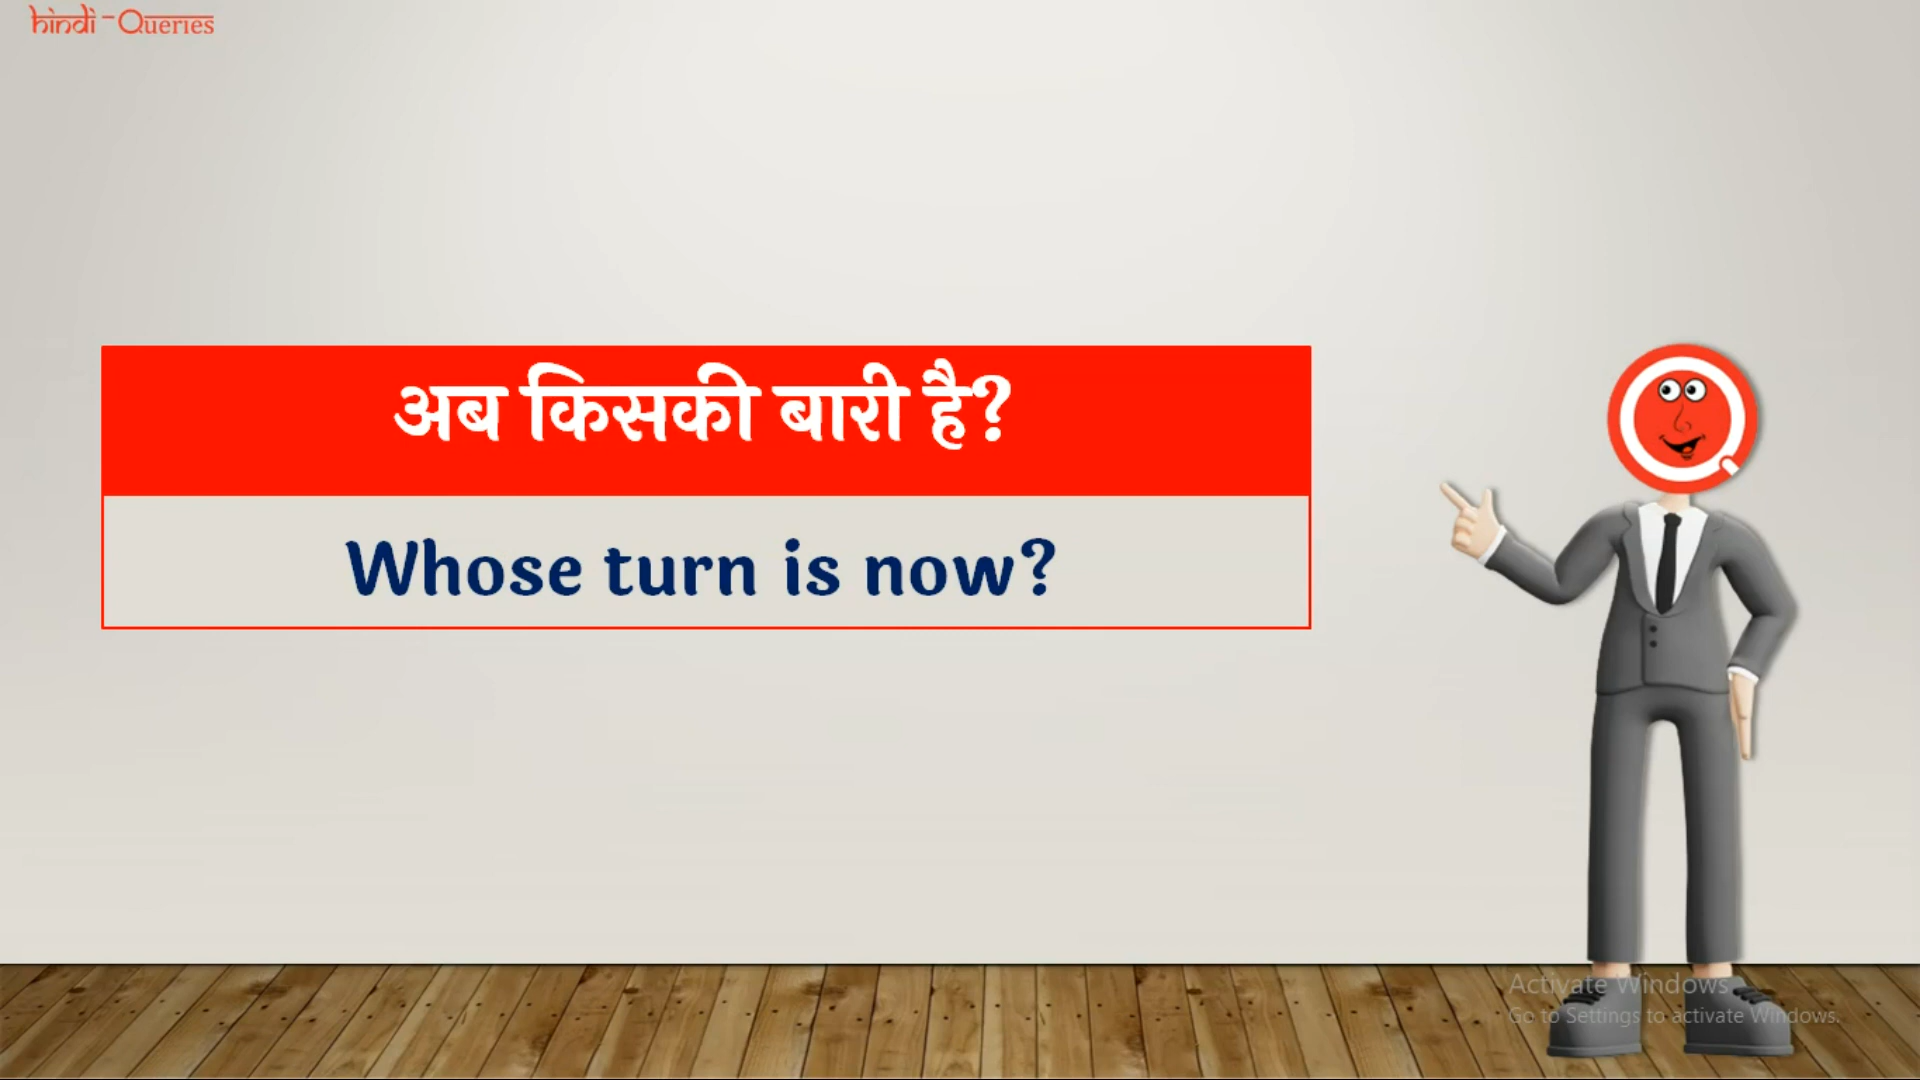 hindi-Queries
अब किसकी बारी है?
Whose turn is now?
Activate Windows
Go to Settings to activate Windows.